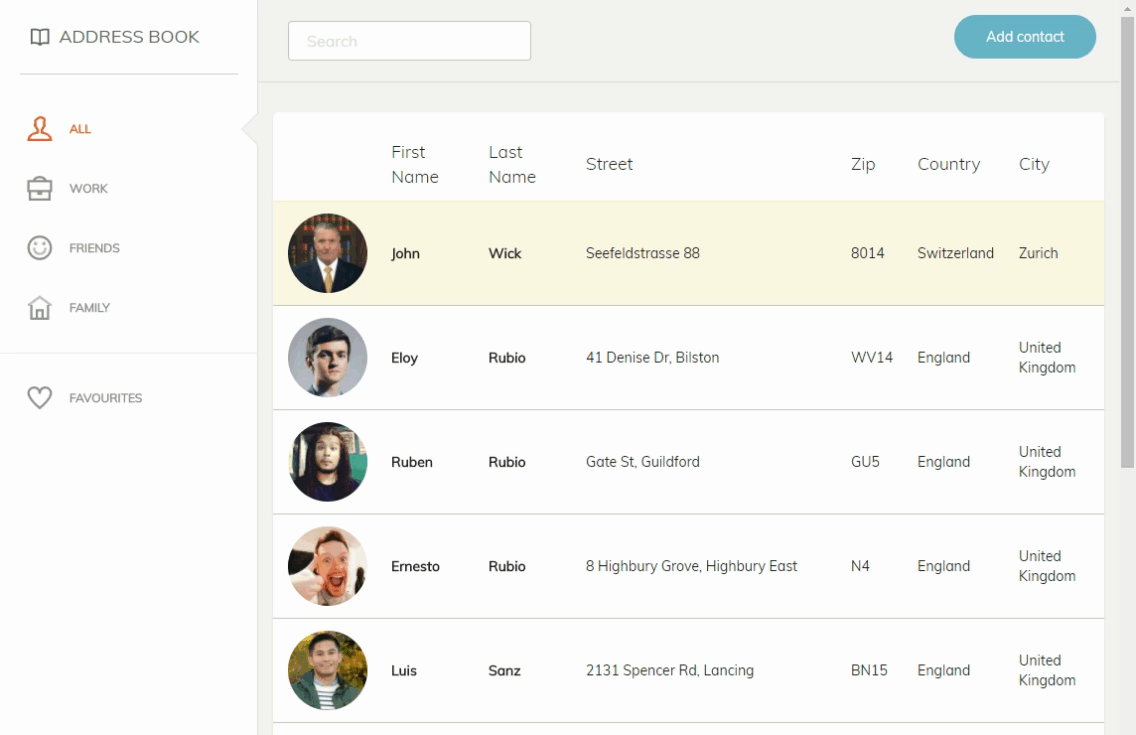 ADDRESS BOOK
Search
Add contact
ALL
WORK
FRIENDS
FAMILY
FAVOURITES
First Name Last Name Street Zip Country City
John Wick Seefeldstrasse 88 8014 Switzerland Zurich
Eloy Rubio 41 Denise Dr, Bilston WV14 England United Kingdom
Ruben Rubio Gate St, Guildford GU5 England United Kingdom
Ernesto Rubio 8 Highbury Grove, Highbury East N4 England United Kingdom
Luis Sanz 2131 Spencer Rd, Lancing BN15 England United Kingdom